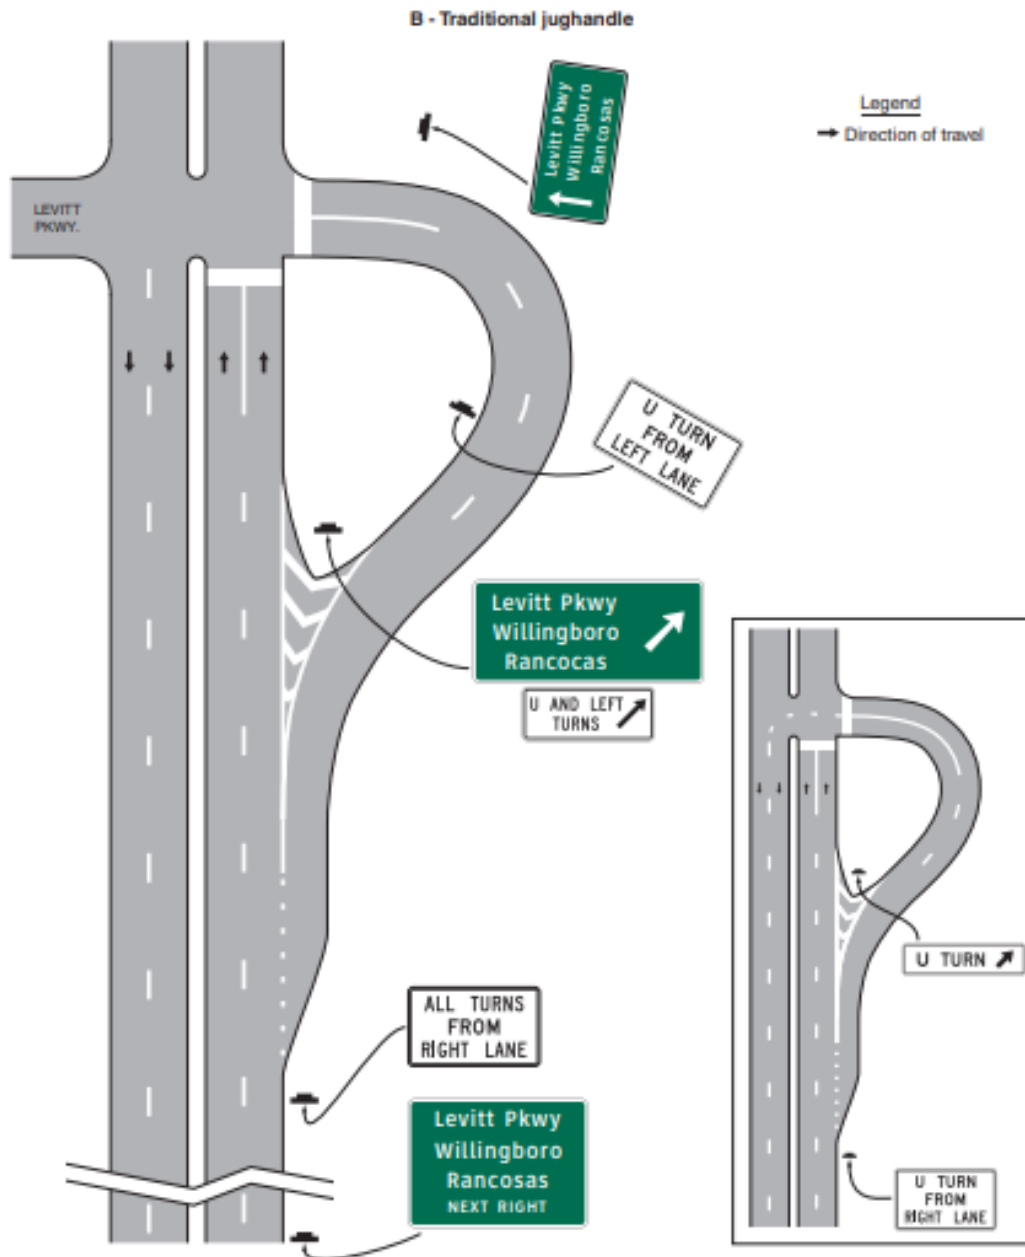 B - Traditional jughandle
Levitt Pkwy
Willingboro
Rancosas
Legend
Direction of travel
LEVITT
PKWY.
U TURN
FROM
LEFT LANE
Levitt Pkwy
Willingboro
Rancocas
U AND LEFT
TURNS
U TURN
ALL TURNS
FROM
RIGHT LANE
Levitt Pkwy
Willingboro
Rancosas
NEXT RIGHT
U TURN
FROM
RIGHT LANE